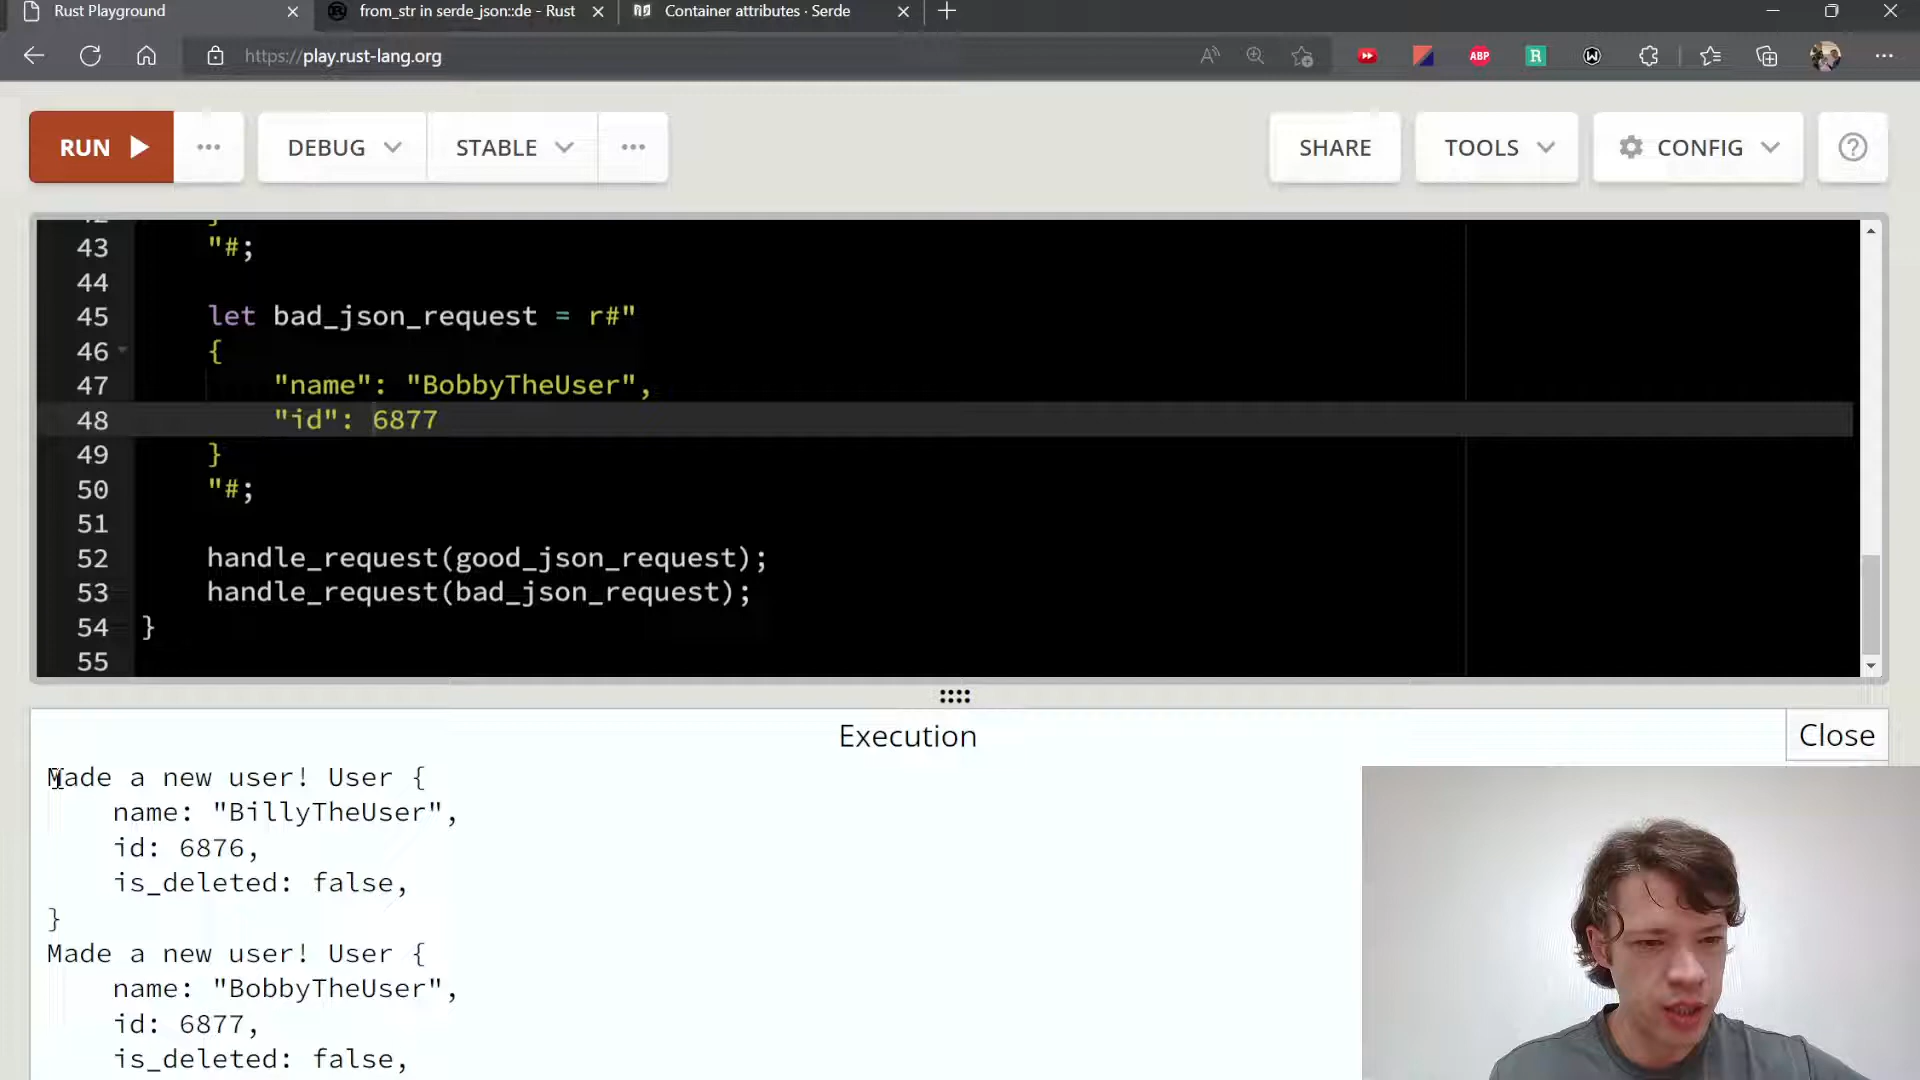 Rust Playground
from_str in serde_json::de - Rust
Container attributes · Serde
https://play.rust-lang.org
ABP
R
W
RUN
DEBUG
STABLE
SHARE
TOOLS
CONFIG
43 "#;
44
45 let bad_json_request = r#"
46 {
47 "name": "BobbyTheUser",
48 "id": 6877
49 }
50 "#;
51
52 handle_request(good_json_request);
53 handle_request(bad_json_request);
54 }
55
Execution
Close
Made a new user! User {
name: "BillyTheUser",
id: 6876,
is_deleted: false,
}
Made a new user! User {
name: "BobbyTheUser",
id: 6877,
is_deleted: false,